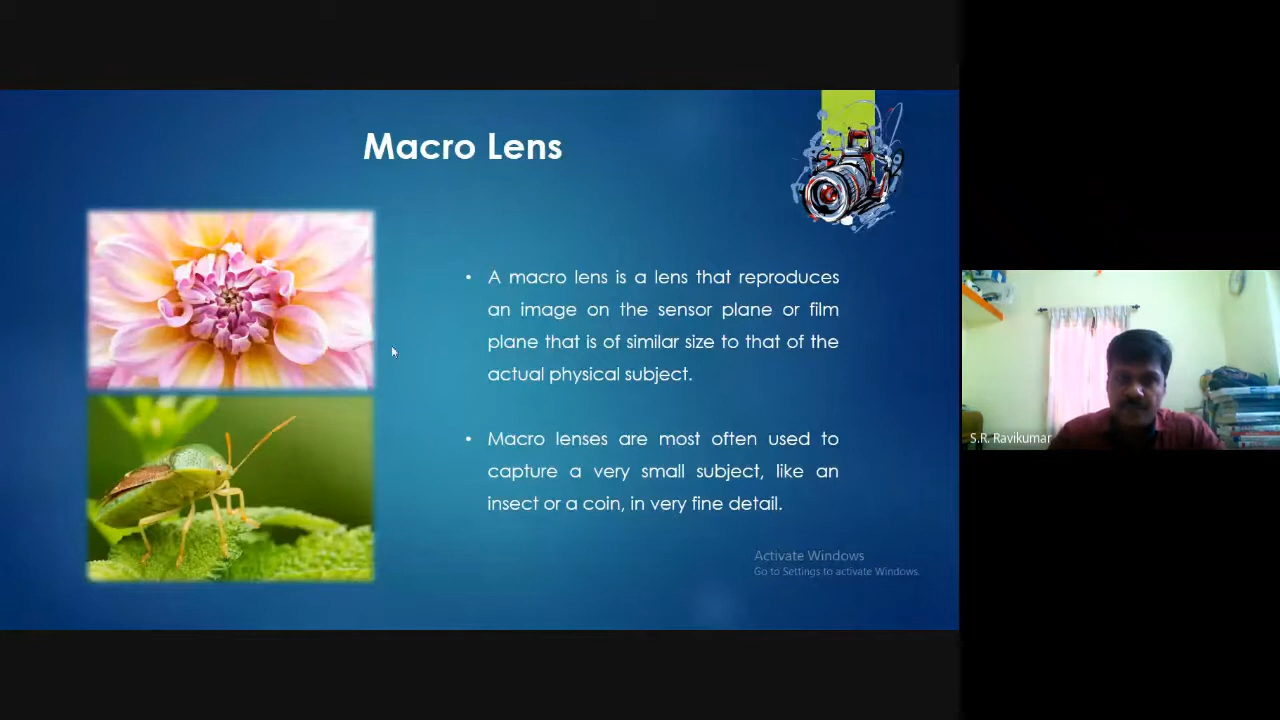 Macro Lens
• A macro lens is a lens that reproduces
an image on the sensor plane or film
plane that is of similar size to that of the
actual physical subject.
• Macro lenses are most often used to
capture a very small subject, like an
insect or a coin, in very fine detail.
Activate Windows
Go to Settings to activate Windows.
S.R. Ravikumar